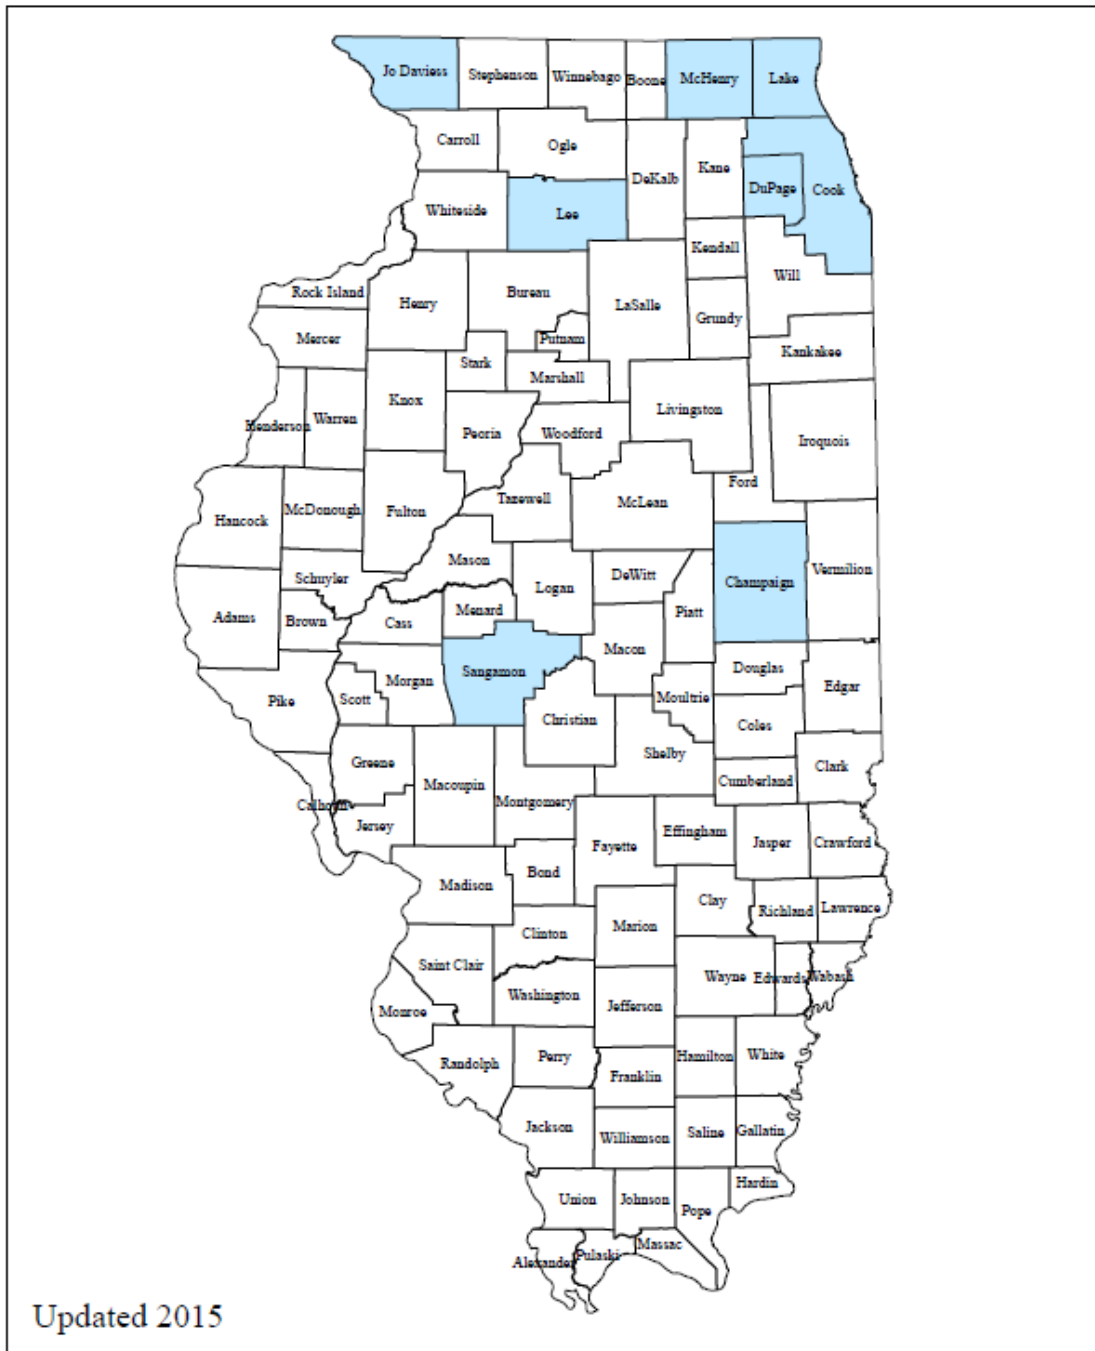 Jo Daviess
Stephenson
Winnebago
Boone
McHenry
Lake
Carroll
Ogle
DeKalb
Kane
DuPage
Cook
Whiteside
Lee
Kendall
Will
Rock Island
Henry
Bureau
LaSalle
Grundy
Mercer
Putnam
Kankakee
Stark
Marshall
Henderson
Warren
Knox
Peoria
Woodford
Livingston
Iroquois
Ford
Hancock
McDonough
Fulton
Tazewell
McLean
Mason
Schuyler
Logan
DeWitt
Champaign
Vermilion
Adams
Brown
Cass
Menard
Piatt
Macon
Sangamon
Douglas
Edgar
Pike
Scott
Morgan
Christian
Moultrie
Coles
Shelby
Greene
Macoupin
Montgomery
Cumberland
Clark
Calhoun
Jersey
Fayette
Effingham
Jasper
Crawford
Madison
Bond
Clay
Richland
Lawrence
Clinton
Marion
Saint Clair
Wayne
Edwards
Wabash
Washington
Jefferson
Monroe
Randolph
Perry
Hamilton
White
Franklin
Jackson
Williamson
Saline
Gallatin
Union
Johnson
Pope
Hardin
Alexander
Pulaski
Massac
Updated 2015